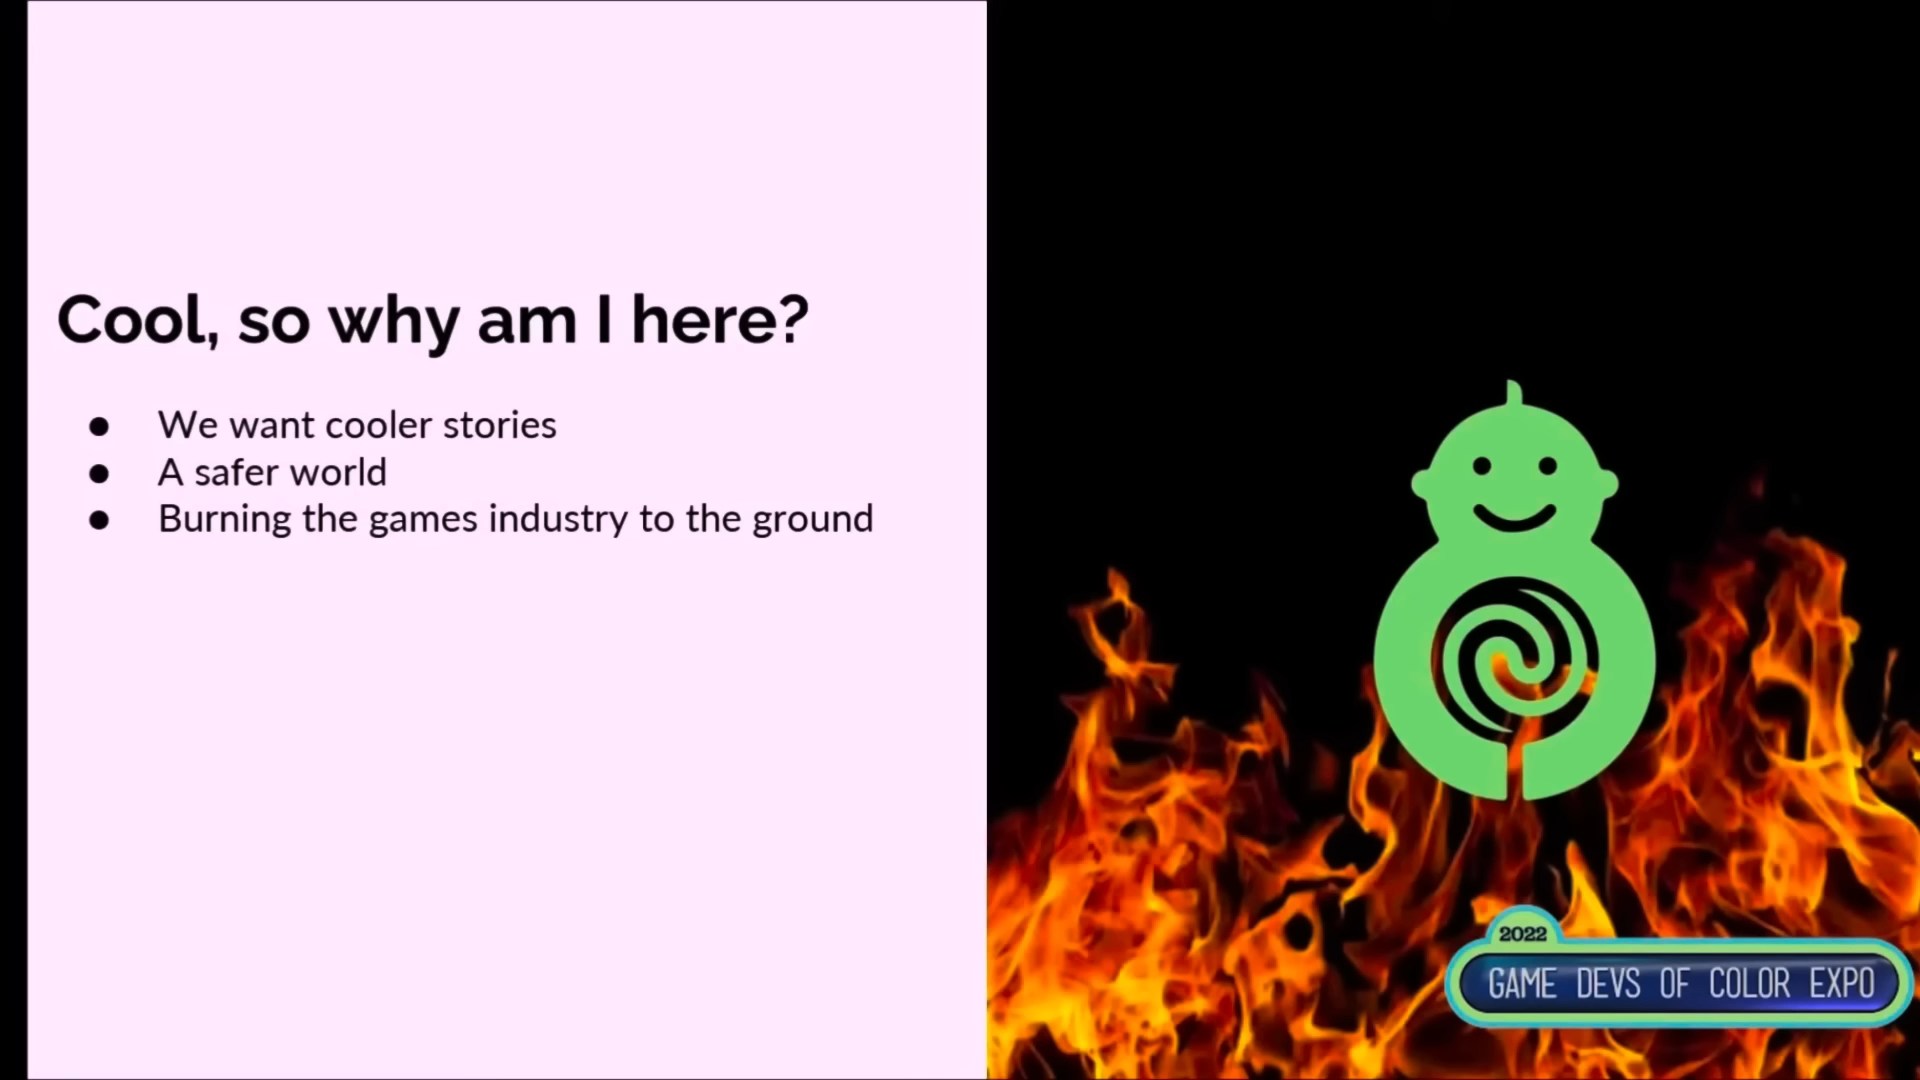 Cool, so why am I here?
● We want cooler stories
● A safer world
● Burning the games industry to the ground
2022
GAME DEVS OF COLOR EXPO